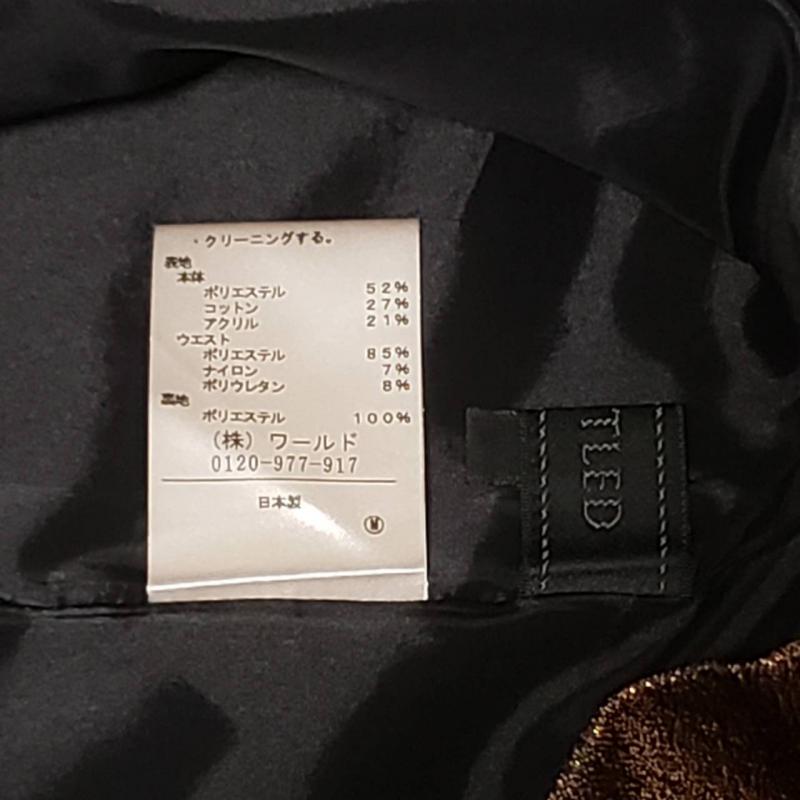 ・クリーニングする。
表地
本体
ポリエステル 52%
コットン 27%
アクリル 21%
ウエスト
ポリエステル 85%
ナイロン 7%
ポリウレタン 8%
裏地
ポリエステル 100%
(株) ワールド
0120-977-917
日本製
Ⓜ
TLED